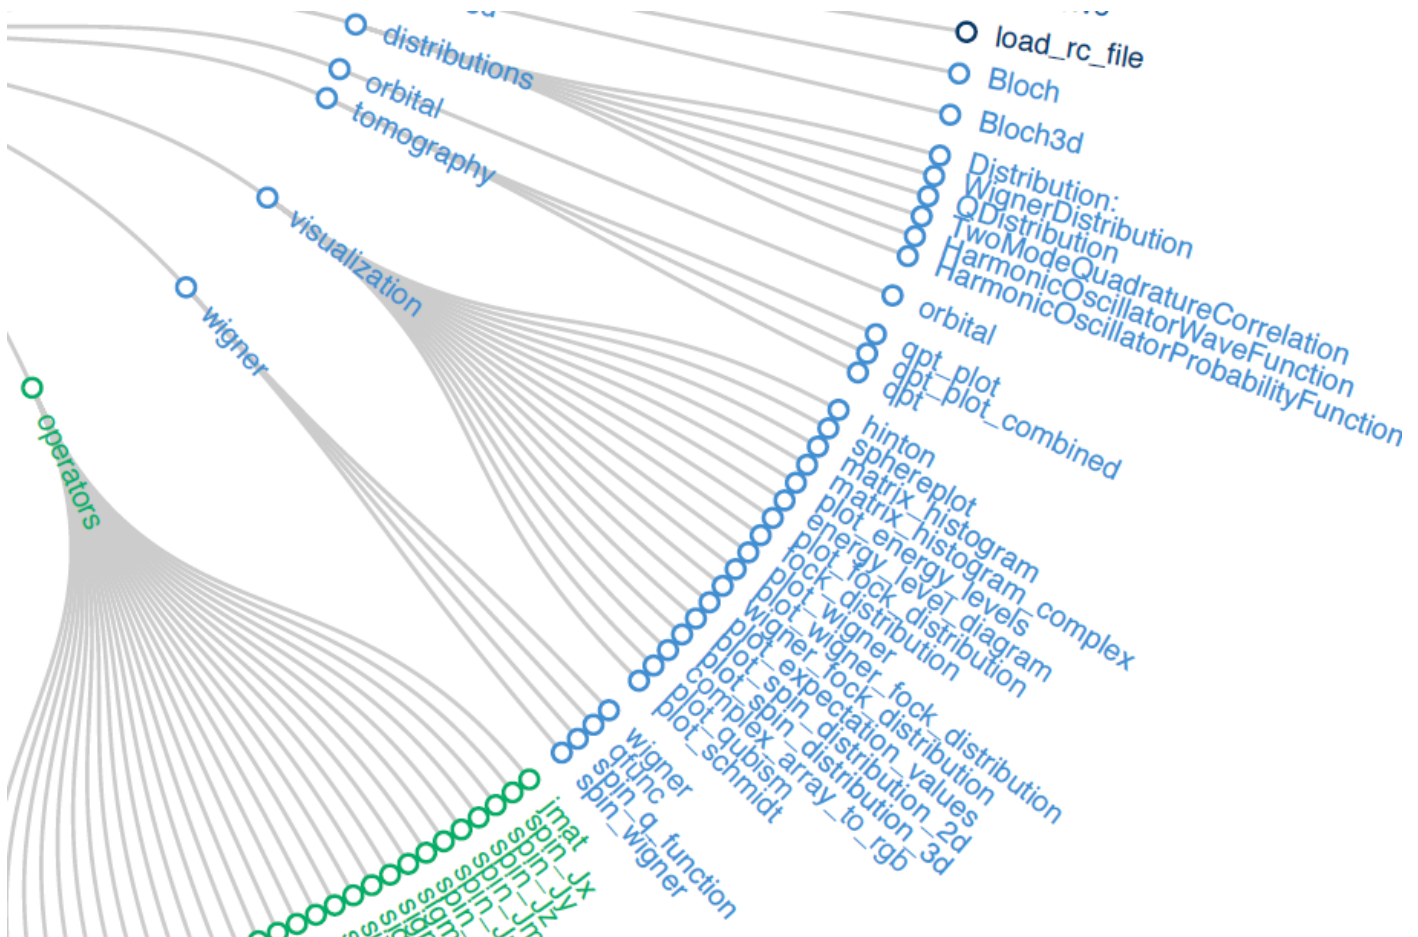 load_rc_file
Bloch
Bloch3d
distributions
orbital
tomography
visualization
wigner
operators
Distribution:
WignerDistribution
QDistribution
TwoModeQuadratureCorrelation
HarmonicOscillatorWaveFunction
HarmonicOscillatorProbabilityFunction
orbital
qpt_plot
qpt_plot_combined
qpt
hinton
sphereplot
matrix_histogram
matrix_histogram_complex
plot_energy_levels
energy_level_diagram
plot_fock_distribution
fock_distribution
plot_wigner
plot_wigner_fock_distribution
wigner_fock_distribution
plot_expectation_values
plot_spin_distribution_2d
plot_spin_distribution_3d
complex_array_to_rgb
plot_qubism
plot_schmidt
wigner
qfunc
spin_q_function
spin_wigner
jmat
spin_Jx
spin_Jy